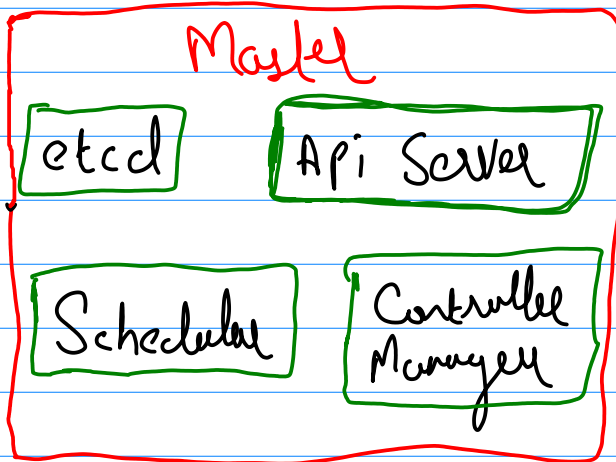 Master
etcd
Api Server
Scheduler
Controller
Manager